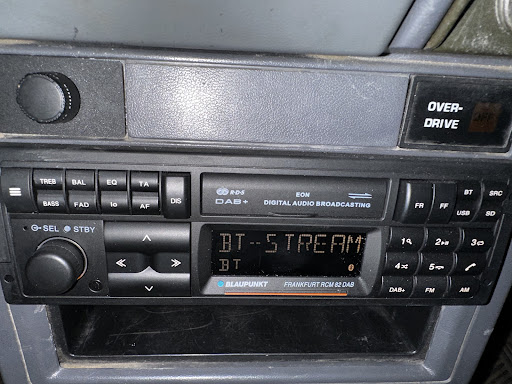 OVER-
DRIVE
TREB BAL EQ TA
BASS FAD lo AF
DIS
R·D·S
DAB+
EON
DIGITAL AUDIO BROADCASTING
FR FF
BT SRC
USB SD
SEL STBY
BT--STREAM
BT
1 2 3
4 5
DAB+ FM AM
BLAUPUNKT FRANKFURT RCM 82 DAB